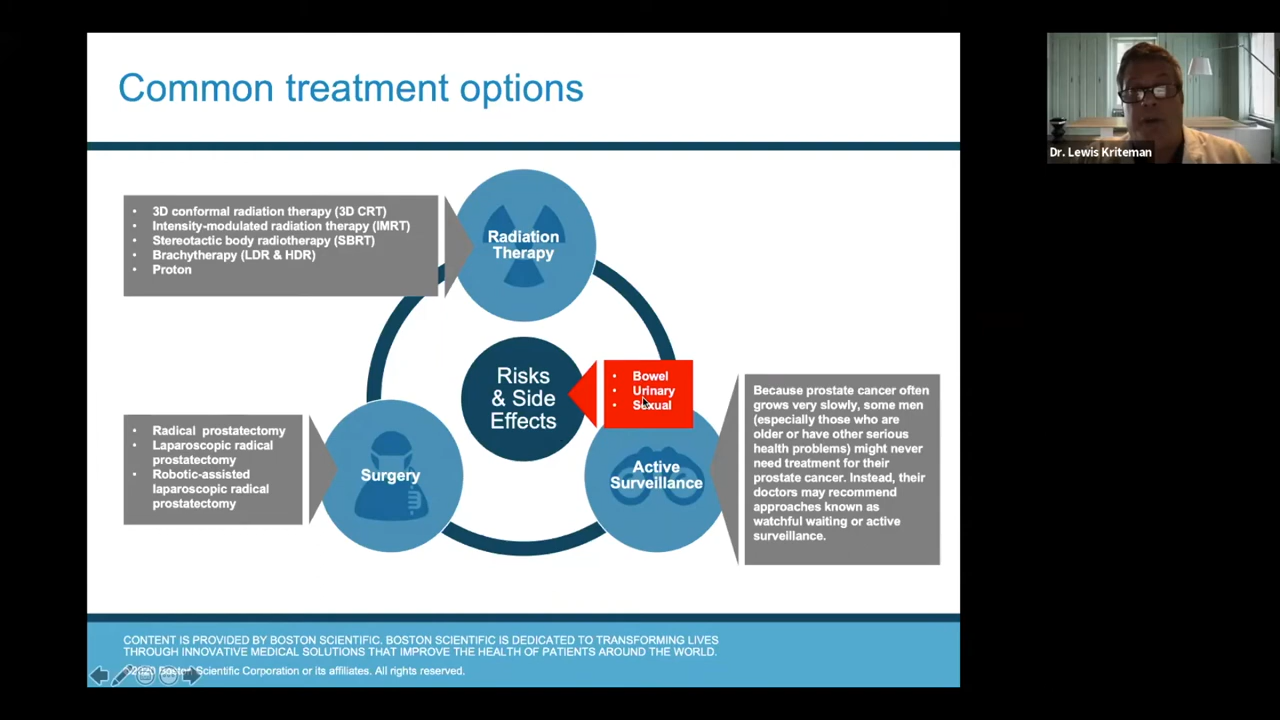 Common treatment options
• 3D conformal radiation therapy (3D CRT)
• Intensity-modulated radiation therapy (IMRT)
• Stereotactic body radiotherapy (SBRT)
• Brachytherapy (LDR & HDR)
• Proton
Radiation
Therapy
Risks
& Side
Effects
• Bowel
• Urinary
• Sexual
• Radical prostatectomy
• Laparoscopic radical
prostatectomy
• Robotic-assisted
laparoscopic radical
prostatectomy
Surgery
Active
Surveillance
Because prostate cancer often
grows very slowly, some men
(especially those who are
older or have other serious
health problems) might never
need treatment for their
prostate cancer. Instead, their
doctors may recommend
approaches known as
watchful waiting or active
surveillance.
CONTENT IS PROVIDED BY BOSTON SCIENTIFIC. BOSTON SCIENTIFIC IS DEDICATED TO TRANSFORMING LIVES
THROUGH INNOVATIVE MEDICAL SOLUTIONS THAT IMPROVE THE HEALTH OF PATIENTS AROUND THE WORLD.
©2020 Boston Scientific Corporation or its affiliates. All rights reserved.
Dr. Lewis Kriteman